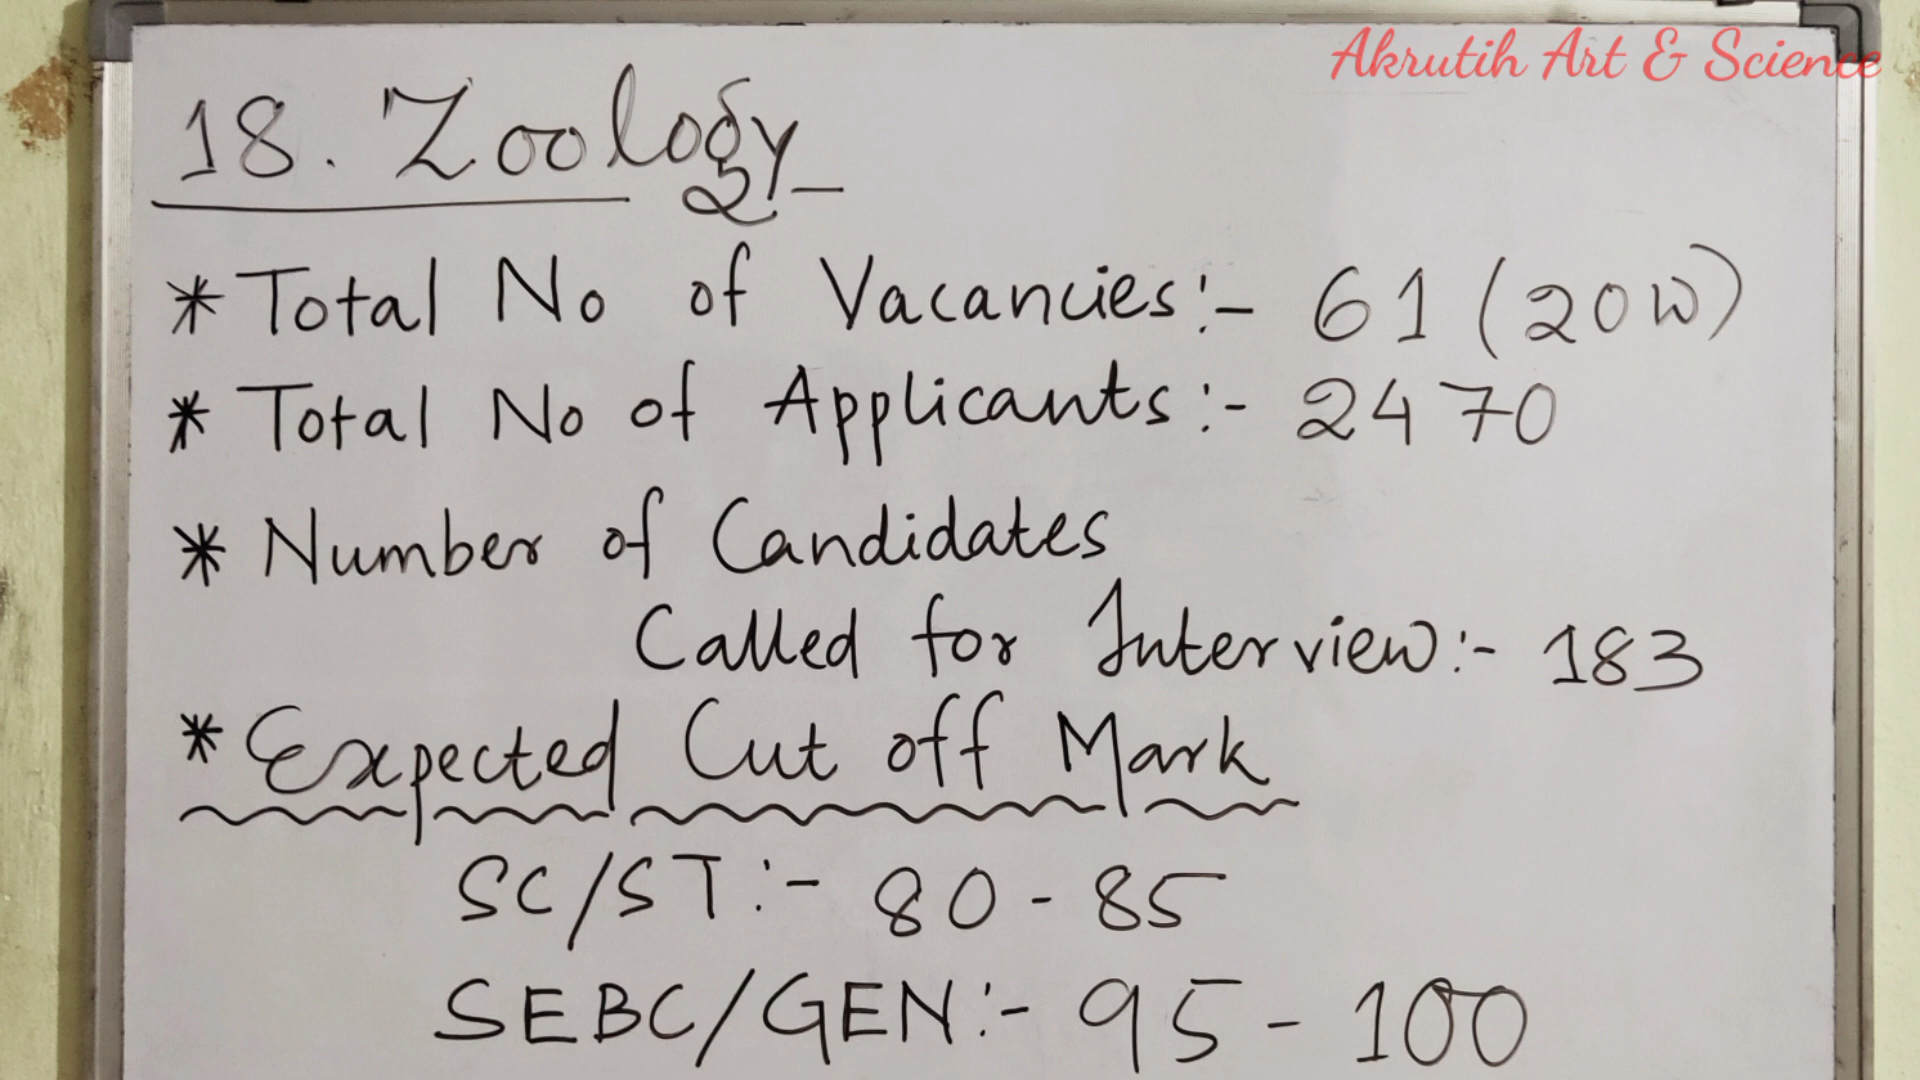 Akrutih Art & Science
18. Zoology_
* Total No of Vacancies:- 61 (20W)
* Total No of Applicants:- 2470
* Number of Candidates
Called for Interview:- 183
* Expected Cut off Mark
SC/ST:- 80 - 85
SEBC/GEN:- 95 - 100